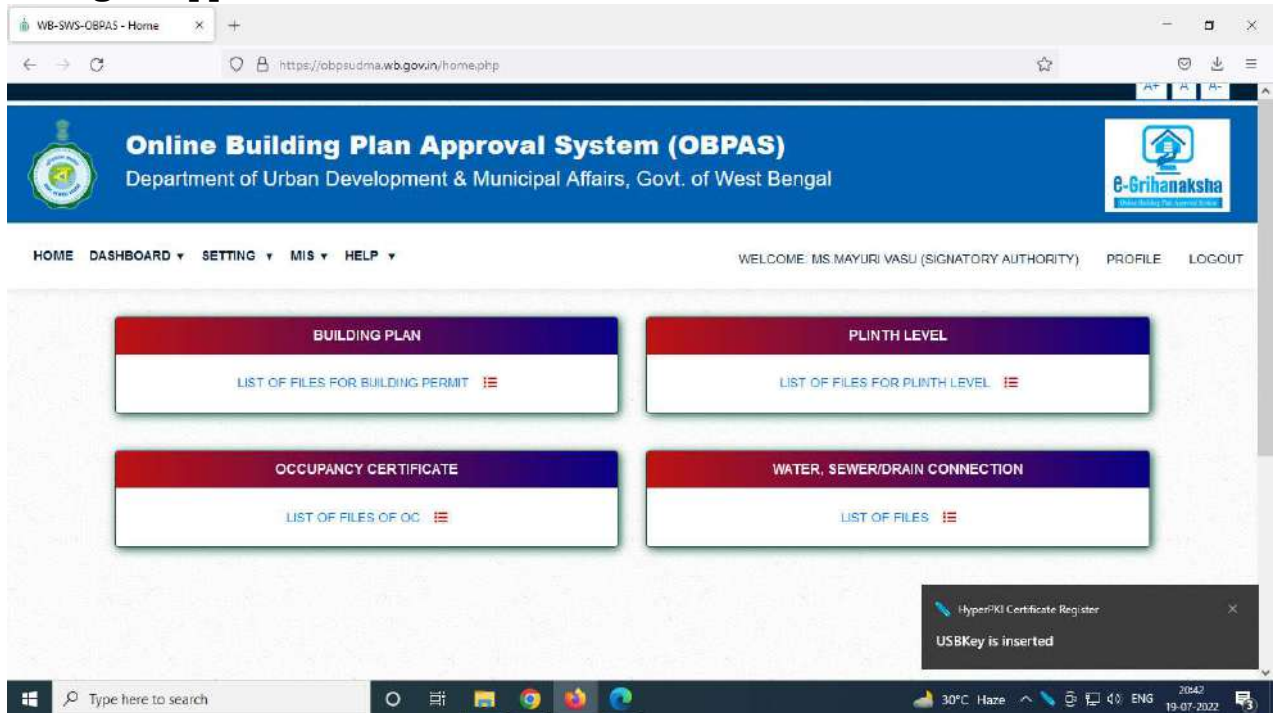 WB-SWS-OBPAS - Home
https://obpsudma.wb.gov.in/home.php
A+ A A-
Online Building Plan Approval System (OBPAS)
Department of Urban Development & Municipal Affairs, Govt. of West Bengal
e-Grihanaksha
HOME DASHBOARD ▾ SETTING ▾ MIS ▾ HELP ▾ WELCOME: MS.MAYURI VASU (SIGNATORY AUTHORITY) PROFILE LOGOUT
BUILDING PLAN
LIST OF FILES FOR BUILDING PERMIT
PLINTH LEVEL
LIST OF FILES FOR PLINTH LEVEL
OCCUPANCY CERTIFICATE
LIST OF FILES OF OC
WATER, SEWER/DRAIN CONNECTION
LIST OF FILES
HyperPKI Certificate Register
USBKey is inserted
Type here to search
30°C Haze
ENG
20:42
19-07-2022
3